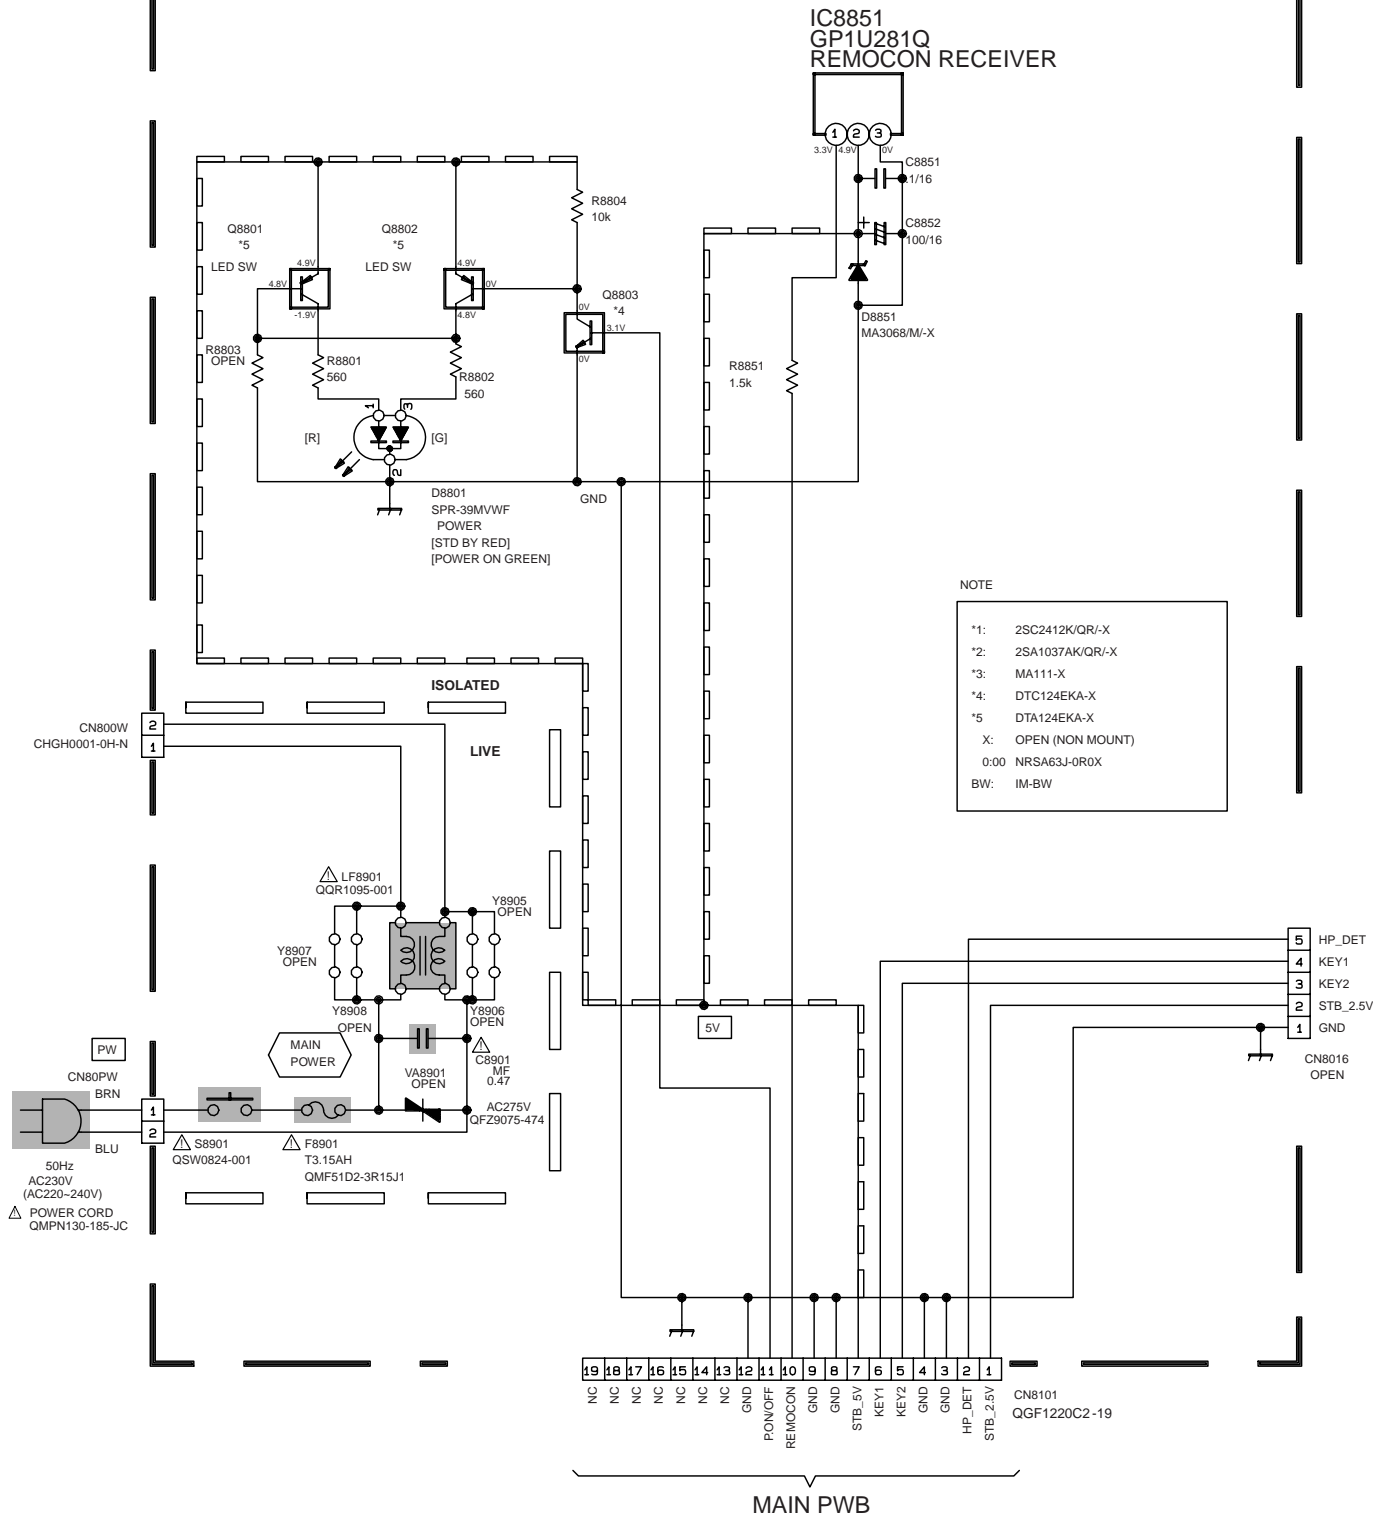 IC8851
GP1U281Q
REMOCON RECEIVER
1 2 3
3.3V 4.9V 0V
C8851
.1/16
+
C8852
100/16
D8851
MA3068/M/-X
R8851
1.5k
R8804
10k
Q8801
*5
LED SW
4.9V
4.8V
-1.9V
Q8802
*5
LED SW
4.9V
0V
4.8V
Q8803
*4
0V
3.1V
0V
R8803
OPEN
R8801
560
R8802
560
1 3
[R] [G]
2
D8801
SPR-39MVWF
POWER
[STD BY RED]
[POWER ON GREEN]
GND
NOTE
*1: 2SC2412K/QR/-X
*2: 2SA1037AK/QR/-X
*3: MA111-X
*4: DTC124EKA-X
*5 DTA124EKA-X
X: OPEN (NON MOUNT)
0:00 NRSA63J-0R0X
BW: IM-BW
ISOLATED
LIVE
CN800W
CHGH0001-0H-N
2
1
LF8901
QQR1095-001
Y8905
OPEN
Y8907
OPEN
Y8908
OPEN
Y8906
OPEN
MAIN
POWER
C8901
MF
0.47
VA8901
OPEN
AC275V
QFZ9075-474
PW
CN80PW
BRN
1
2
BLU
50Hz
AC230V
(AC220~240V)
POWER CORD
QMPN130-185-JC
S8901
QSW0824-001
F8901
T3.15AH
QMF51D2-3R15J1
5V
5 HP_DET
4 KEY1
3 KEY2
2 STB_2.5V
1 GND
CN8016
OPEN
19 18 17 16 15 14 13 12 11 10 9 8 7 6 5 4 3 2 1
NC NC NC NC NC NC NC GND P.ON/OFF REMOCON GND GND STB_5V KEY1 KEY2 GND GND HP_DET STB_2.5V
CN8101
QGF1220C2-19
MAIN PWB